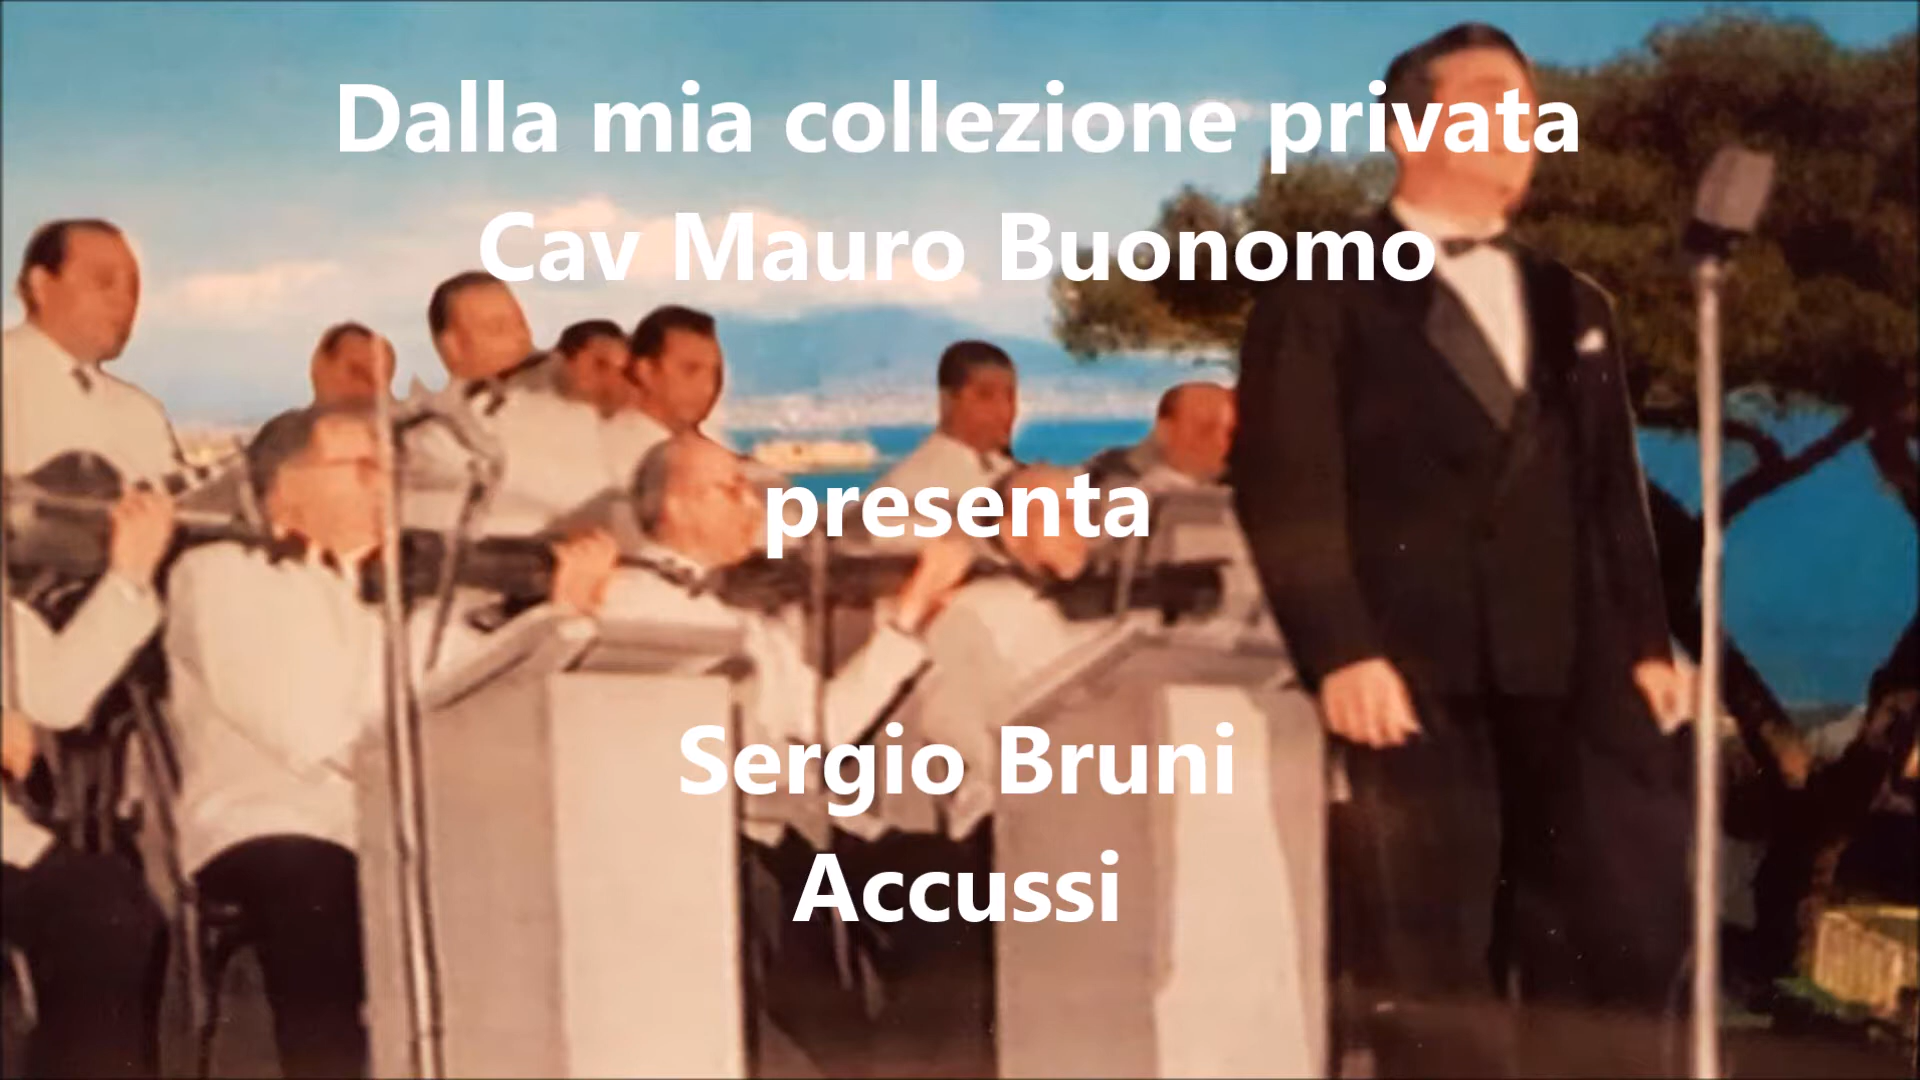 Dalla mia collezione privata
Cav Mauro Buonomo
presenta
Sergio Bruni
Accussi